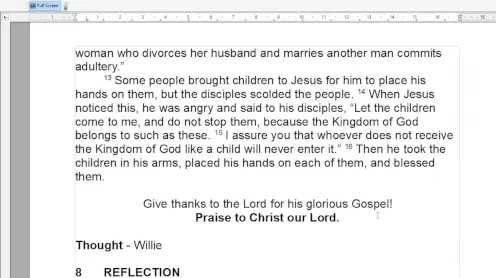 Full Screen
woman who divorces her husband and marries another man commits
adultery.”
13 Some people brought children to Jesus for him to place his
hands on them, but the disciples scolded the people. 14 When Jesus
noticed this, he was angry and said to his disciples, “Let the children
come to me, and do not stop them, because the Kingdom of God
belongs to such as these. 15 I assure you that whoever does not receive
the Kingdom of God like a child will never enter it.” 16 Then he took the
children in his arms, placed his hands on each of them, and blessed
them.
Give thanks to the Lord for his glorious Gospel!
Praise to Christ our Lord.
Thought - Willie
8 REFLECTION